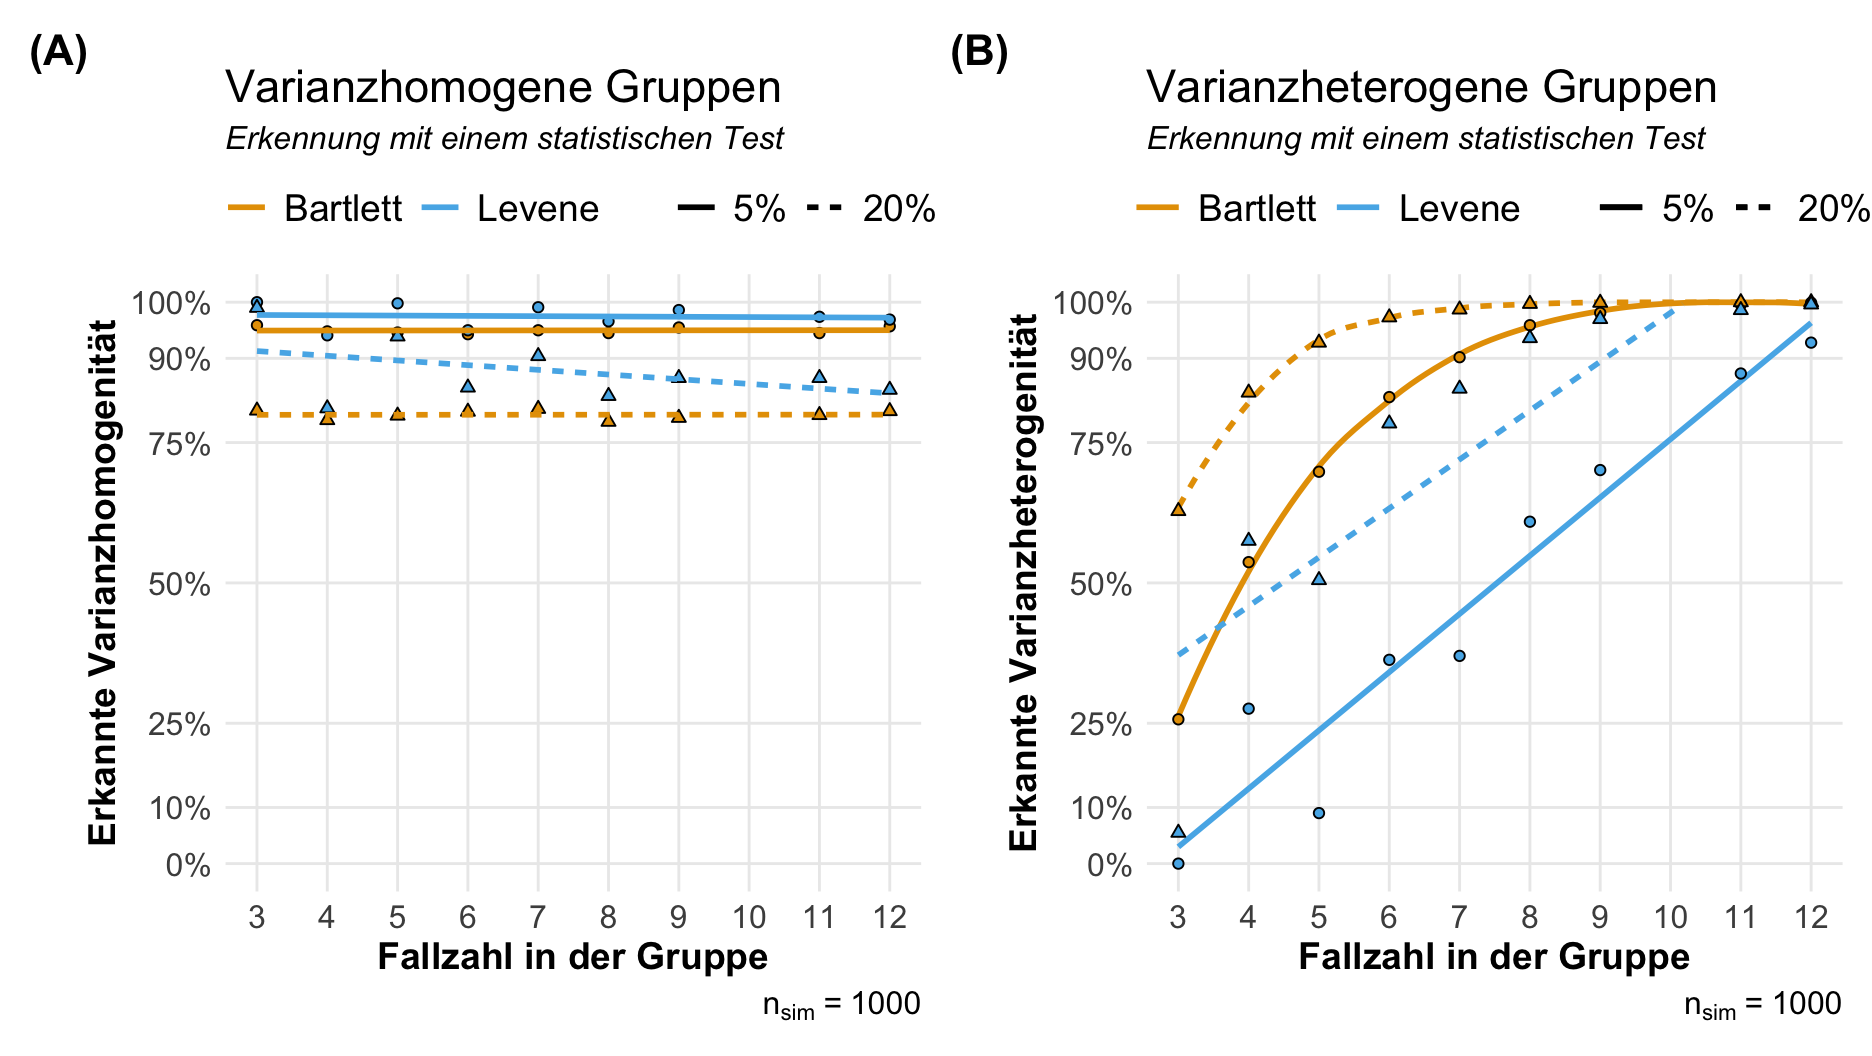 (A)
Varianzhomogene Gruppen
Erkennung mit einem statistischen Test
Bartlett Levene 5% 20%
Erkannte Varianzhomogenität
100%
90%
75%
50%
25%
10%
0%
3 4 5 6 7 8 9 10 11 12
Fallzahl in der Gruppe
nsim = 1000
(B)
Varianzheterogene Gruppen
Erkennung mit einem statistischen Test
Bartlett Levene 5% 20%
Erkannte Varianzheterogenität
100%
90%
75%
50%
25%
10%
0%
3 4 5 6 7 8 9 10 11 12
Fallzahl in der Gruppe
nsim = 1000